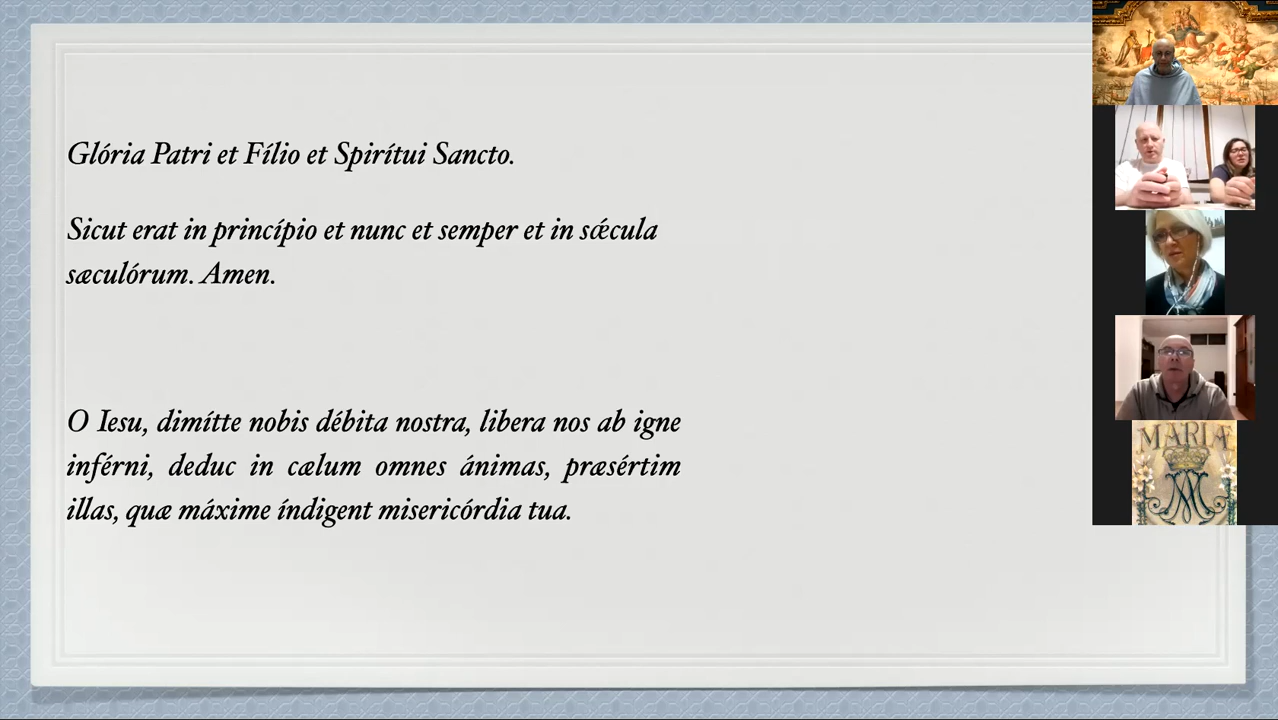 Glória Patri et Fílio et Spirítui Sancto.
Sicut erat in princípio et nunc et semper et in sǽcula
sæculórum. Amen.
O Iesu, dimítte nobis débita nostra, libera nos ab igne
inférni, deduc in cælum omnes ánimas, præsértim
illas, quæ máxime índigent misericórdia tua.
MARIA